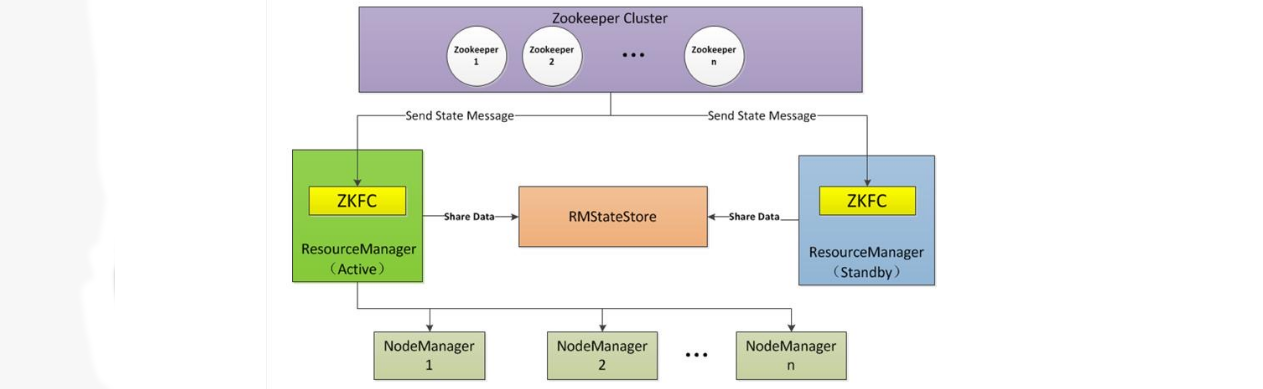 Zookeeper Cluster
Zookeeper
1
Zookeeper
2
...
Zookeeper
n
Send State Message
Send State Message
ZKFC
ResourceManager
（Active）
Share Data
RMStateStore
Share Data
ZKFC
ResourceManager
（Standby）
NodeManager
1
NodeManager
2
...
NodeManager
n